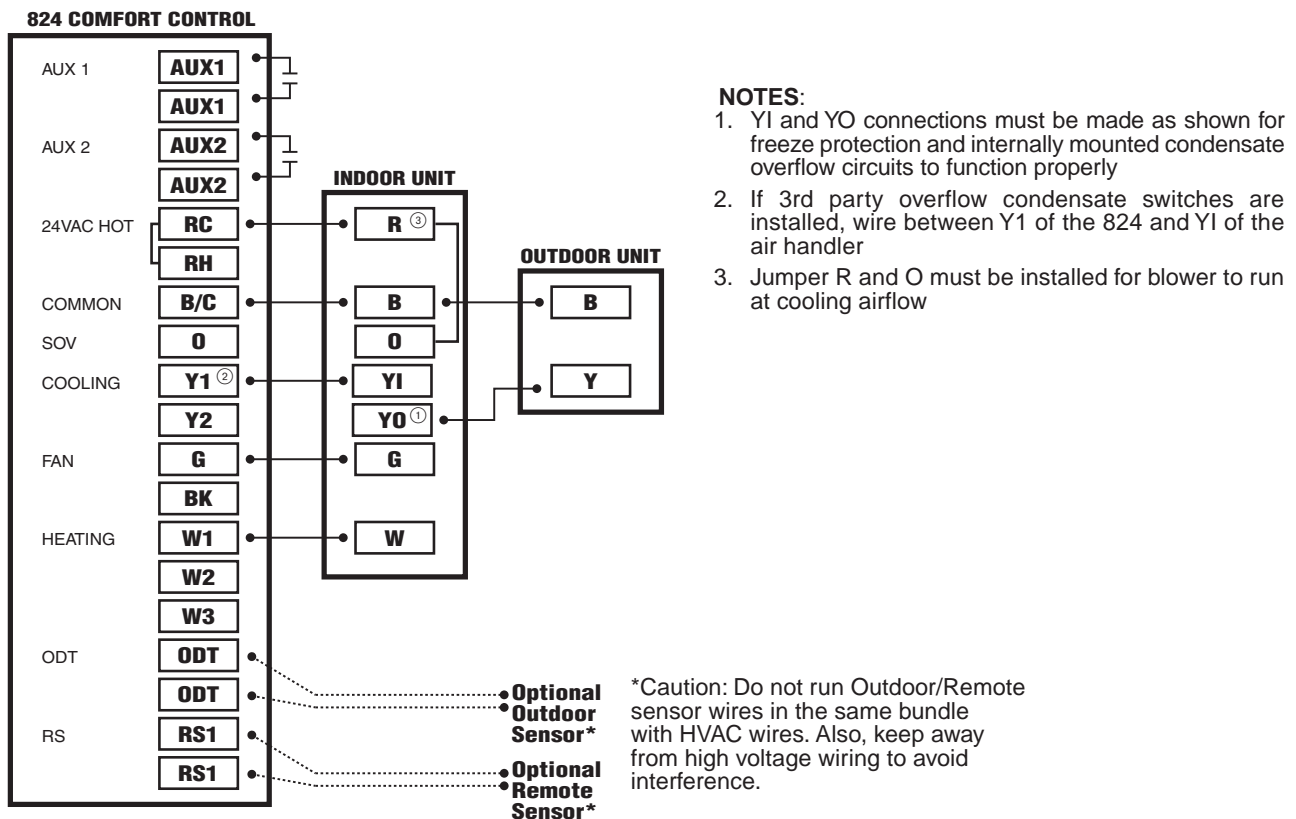 824 COMFORT CONTROL
AUX 1 AUX1
AUX1
AUX 2 AUX2
AUX2
24VAC HOT RC
RH
COMMON B/C
SOV O
COOLING Y1 ②
Y2
FAN G
BK
HEATING W1
W2
W3
ODT ODT
ODT
RS RS1
RS1
INDOOR UNIT
R ③
B
O
YI
YO ①
G
W
OUTDOOR UNIT
B
Y
Optional
Outdoor
Sensor*
Optional
Remote
Sensor*
NOTES:
1. YI and YO connections must be made as shown for
freeze protection and internally mounted condensate
overflow circuits to function properly
2. If 3rd party overflow condensate switches are
installed, wire between Y1 of the 824 and YI of the
air handler
3. Jumper R and O must be installed for blower to run
at cooling airflow
*Caution: Do not run Outdoor/Remote
sensor wires in the same bundle
with HVAC wires. Also, keep away
from high voltage wiring to avoid
interference.